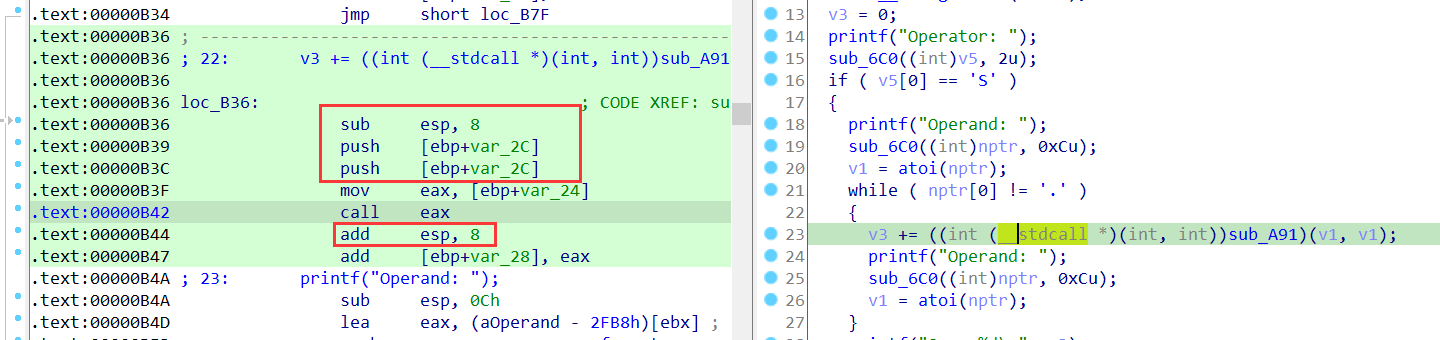 .text:00000B34 jmp short loc_B7F
.text:00000B36 ; ---------------------------------------------------------
.text:00000B36 ; 22: v3 += ((int (__stdcall *)(int, int))sub_A91
.text:00000B36
.text:00000B36 loc_B36: ; CODE XREF: su
.text:00000B36 sub esp, 8
.text:00000B39 push [ebp+var_2C]
.text:00000B3C push [ebp+var_2C]
.text:00000B3F mov eax, [ebp+var_24]
.text:00000B42 call eax
.text:00000B44 add esp, 8
.text:00000B47 add [ebp+var_28], eax
.text:00000B4A ; 23: printf("Operand: ");
.text:00000B4A sub esp, 0Ch
.text:00000B4D lea eax, (aOperand - 2FB8h)[ebx] ;
13 v3 = 0;
14 printf("Operator: ");
15 sub_6C0((int)v5, 2u);
16 if ( v5[0] == 'S' )
17 {
18 printf("Operand: ");
19 sub_6C0((int)nptr, 0xCu);
20 v1 = atoi(nptr);
21 while ( nptr[0] != '.' )
22 {
23 v3 += ((int (__stdcall *)(int, int))sub_A91)(v1, v1);
24 printf("Operand: ");
25 sub_6C0((int)nptr, 0xCu);
26 v1 = atoi(nptr);
27 }